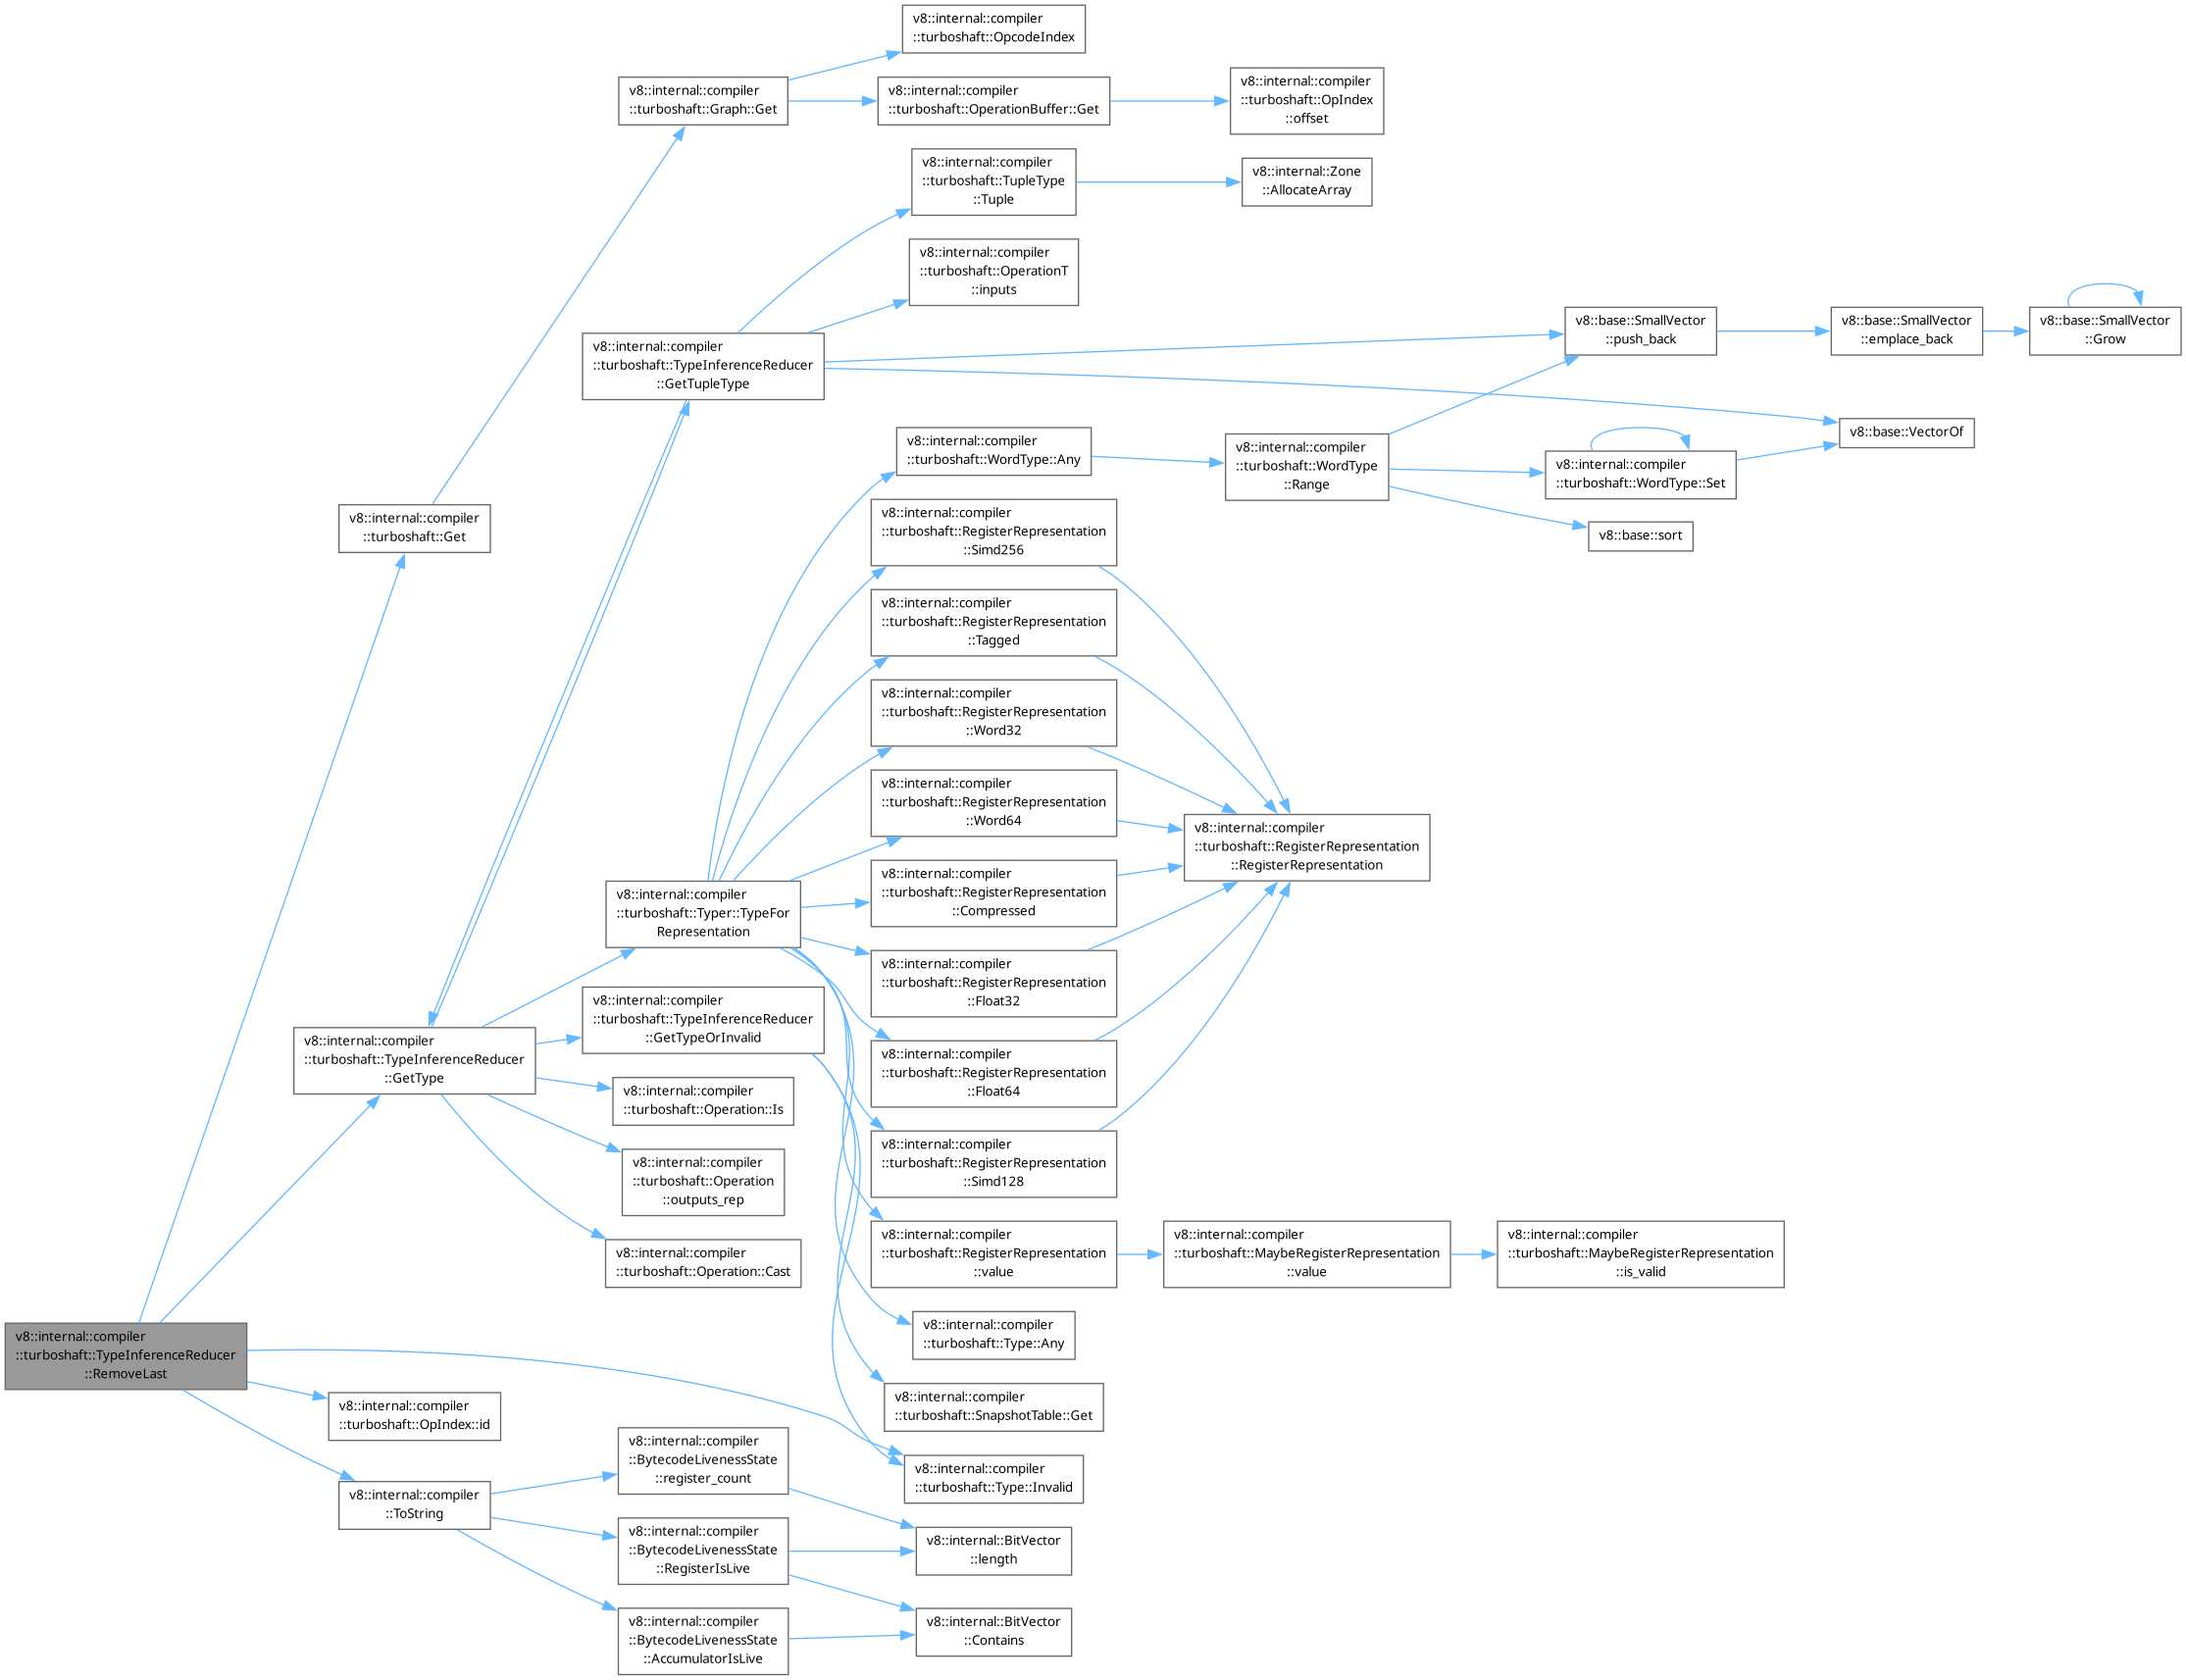 v8::internal::compiler
::turboshaft::TypeInferenceReducer
::RemoveLast
v8::internal::compiler
::turboshaft::Get
v8::internal::compiler
::turboshaft::TypeInferenceReducer
::GetType
v8::internal::compiler
::turboshaft::OpIndex::id
v8::internal::compiler
::ToString
v8::internal::compiler
::turboshaft::Graph::Get
v8::internal::compiler
::turboshaft::TypeInferenceReducer
::GetTupleType
v8::internal::compiler
::turboshaft::Typer::TypeFor
Representation
v8::internal::compiler
::turboshaft::TypeInferenceReducer
::GetTypeOrInvalid
v8::internal::compiler
::turboshaft::Operation::Is
v8::internal::compiler
::turboshaft::Operation
::outputs_rep
v8::internal::compiler
::turboshaft::Operation::Cast
v8::internal::compiler
::BytecodeLivenessState
::register_count
v8::internal::compiler
::BytecodeLivenessState
::RegisterIsLive
v8::internal::compiler
::BytecodeLivenessState
::AccumulatorIsLive
v8::internal::compiler
::turboshaft::OpcodeIndex
v8::internal::compiler
::turboshaft::OperationBuffer::Get
v8::internal::compiler
::turboshaft::TupleType
::Tuple
v8::internal::compiler
::turboshaft::OperationT
::inputs
v8::internal::compiler
::turboshaft::WordType::Any
v8::internal::compiler
::turboshaft::RegisterRepresentation
::Simd256
v8::internal::compiler
::turboshaft::RegisterRepresentation
::Tagged
v8::internal::compiler
::turboshaft::RegisterRepresentation
::Word32
v8::internal::compiler
::turboshaft::RegisterRepresentation
::Word64
v8::internal::compiler
::turboshaft::RegisterRepresentation
::Compressed
v8::internal::compiler
::turboshaft::RegisterRepresentation
::Float32
v8::internal::compiler
::turboshaft::RegisterRepresentation
::Float64
v8::internal::compiler
::turboshaft::RegisterRepresentation
::Simd128
v8::internal::compiler
::turboshaft::RegisterRepresentation
::value
v8::internal::compiler
::turboshaft::Type::Any
v8::internal::compiler
::turboshaft::SnapshotTable::Get
v8::internal::compiler
::turboshaft::Type::Invalid
v8::internal::BitVector
::length
v8::internal::BitVector
::Contains
v8::internal::compiler
::turboshaft::OpIndex
::offset
v8::internal::Zone
::AllocateArray
v8::internal::compiler
::turboshaft::WordType
::Range
v8::internal::compiler
::turboshaft::RegisterRepresentation
::RegisterRepresentation
v8::internal::compiler
::turboshaft::MaybeRegisterRepresentation
::value
v8::base::SmallVector
::push_back
v8::internal::compiler
::turboshaft::WordType::Set
v8::base::sort
v8::internal::compiler
::turboshaft::MaybeRegisterRepresentation
::is_valid
v8::base::SmallVector
::emplace_back
v8::base::VectorOf
v8::base::SmallVector
::Grow